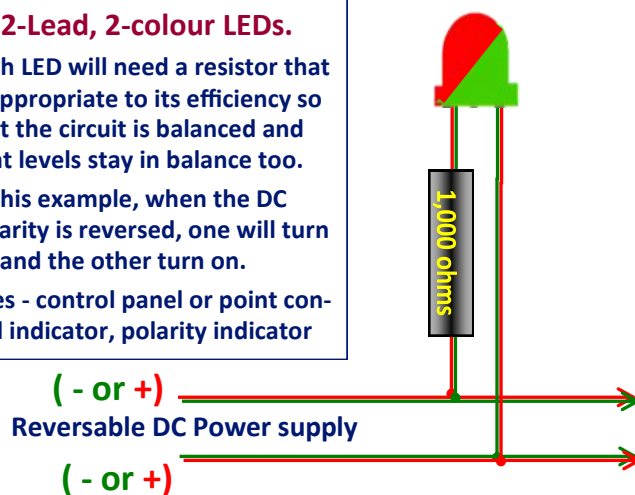 2-Lead, 2-colour LEDs.
h LED will need a resistor that
ppropriate to its efficiency so
t the circuit is balanced and
nt levels stay in balance too.
his example, when the DC
arity is reversed, one will turn
and the other turn on.
es - control panel or point con-
l indicator, polarity indicator
1,000 ohms
( - or +)
Reversable DC Power supply
( - or +)